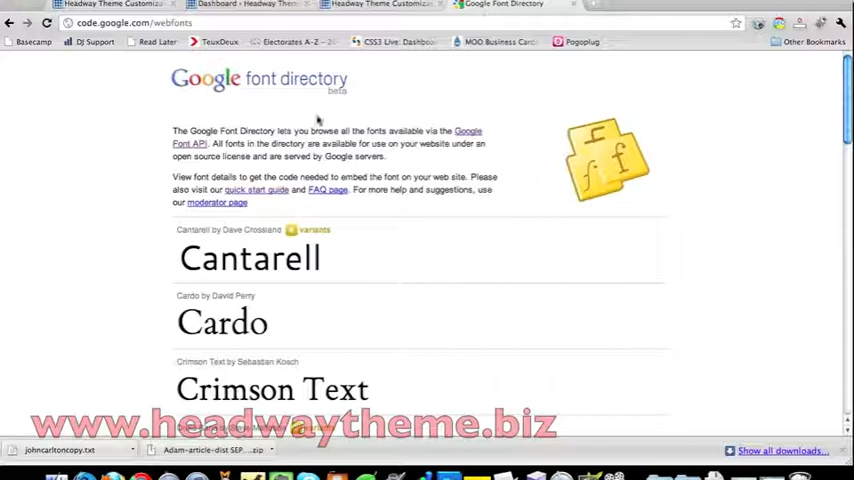 Headway Theme Customiza
Dashboard ‹ Headway Theme
Headway Theme Customiza
Google Font Directory
code.google.com/webfonts
Basecamp
DJ Support
Read Later
TeuxDeux
Electorates A-Z - 20
CSS3 Live: Dashboa
MOO Business Cards
Pogoplug
Other Bookmarks
Google font directory
beta
The Google Font Directory lets you browse all the fonts available via the Google
Font API. All fonts in the directory are available for use on your website under an
open source license and are served by Google servers.
View font details to get the code needed to embed the font on your web site. Please
also visit our quick start guide and FAQ page. For more help and suggestions, use
our moderator page
Cantarell by Dave Crossland 4 variants
Cantarell
Cardo by David Perry
Cardo
Crimson Text by Sebastian Kosch
Crimson Text
www.headwaytheme.biz
johncarltoncopy.txt
Adam-article-dist SEP....zip
Show all downloads...